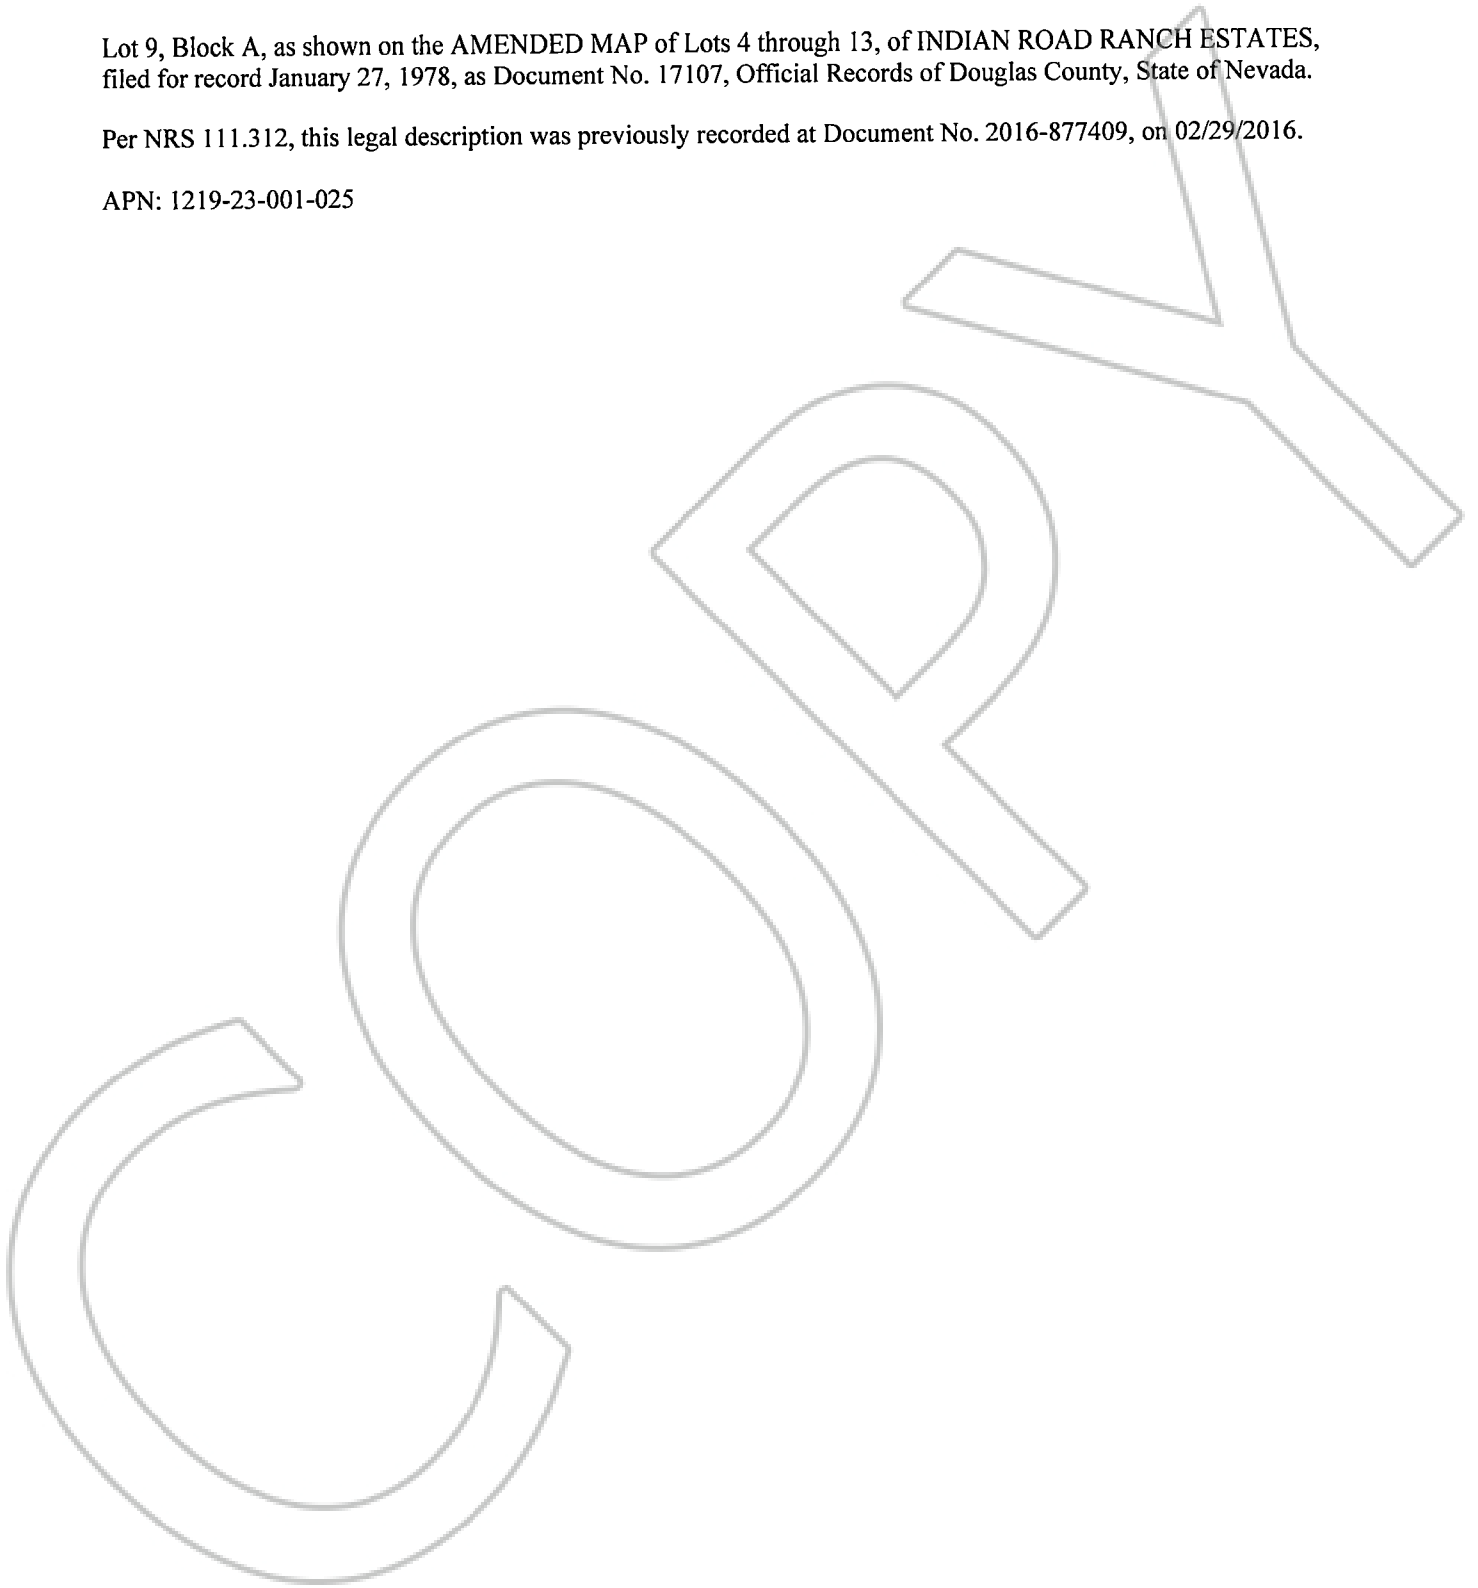 Lot 9, Block A, as shown on the AMENDED MAP of Lots 4 through 13, of INDIAN ROAD RANCH ESTATES,
filed for record January 27, 1978, as Document No. 17107, Official Records of Douglas County, State of Nevada.
Per NRS 111.312, this legal description was previously recorded at Document No. 2016-877409, on 02/29/2016.
APN: 1219-23-001-025
COPY